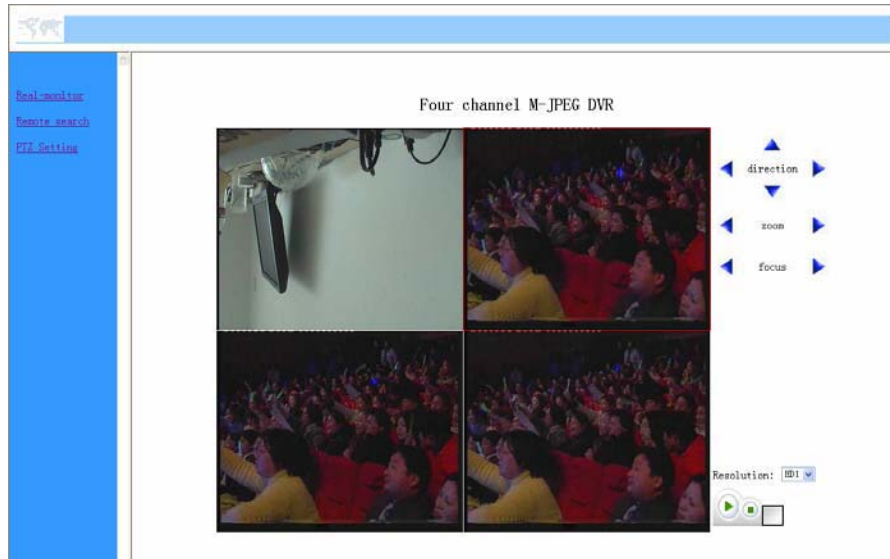 Real-monitor
Remote search
PTZ Setting
Four channel M-JPEG DVR
direction
zoom
focus
Resolution: HD1